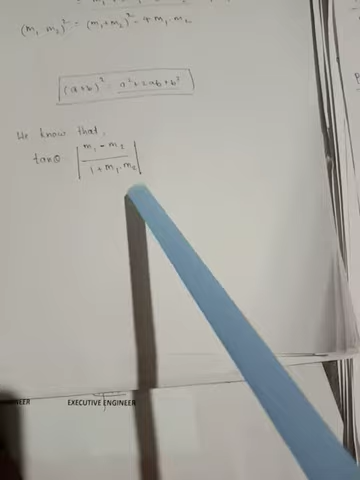 (m₁ - m₂)² = (m₁+m₂)² - 4 m₁ . m₂
(a+b)² = a²+2ab+b²
We know that,
tanθ | m₁ - m₂ / 1 + m₁ . m₂ |
EXECUTIVE ENGINEER